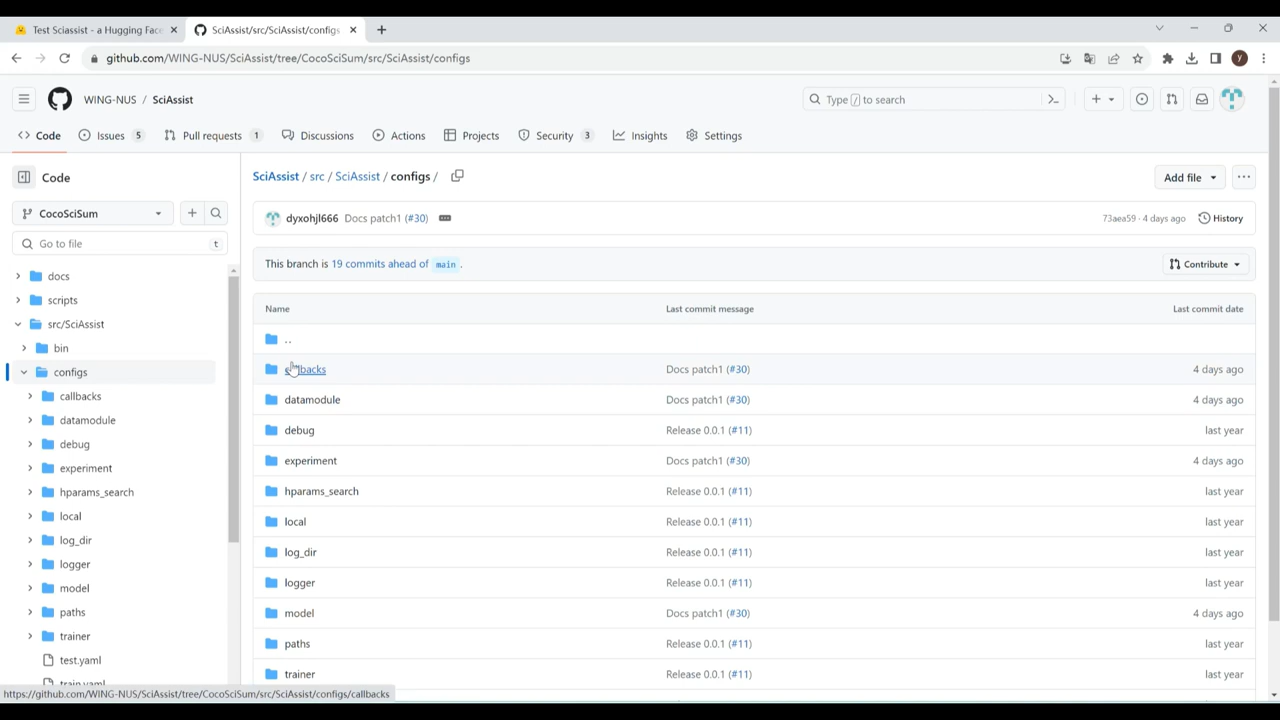 Test Sciassist - a Hugging Face
SciAssist/src/SciAssist/configs
github.com/WING-NUS/SciAssist/tree/CocoSciSum/src/SciAssist/configs
WING-NUS / SciAssist
Type / to search
Code
Issues 5
Pull requests 1
Discussions
Actions
Projects
Security 3
Insights
Settings
Code
CocoSciSum
Go to file t
docs
scripts
src/SciAssist
bin
configs
callbacks
datamodule
debug
experiment
hparams_search
local
log_dir
logger
model
paths
trainer
test.yaml
train.yaml
SciAssist / src / SciAssist / configs /
Add file
dyxohjl666 Docs patch1 (#30)
73aea59 · 4 days ago
History
This branch is 19 commits ahead of main .
Contribute
Name Last commit message Last commit date
..
callbacks Docs patch1 (#30) 4 days ago
datamodule Docs patch1 (#30) 4 days ago
debug Release 0.0.1 (#11) last year
experiment Docs patch1 (#30) 4 days ago
hparams_search Release 0.0.1 (#11) last year
local Release 0.0.1 (#11) last year
log_dir Release 0.0.1 (#11) last year
logger Release 0.0.1 (#11) last year
model Docs patch1 (#30) 4 days ago
paths Release 0.0.1 (#11) last year
trainer Release 0.0.1 (#11) last year
https://github.com/WING-NUS/SciAssist/tree/CocoSciSum/src/SciAssist/configs/callbacks